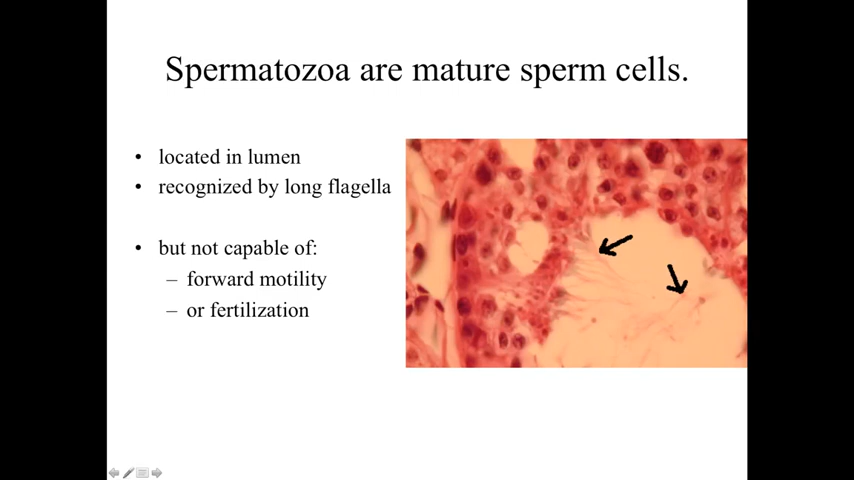 Spermatozoa are mature sperm cells.
• located in lumen
• recognized by long flagella
• but not capable of:
– forward motility
– or fertilization